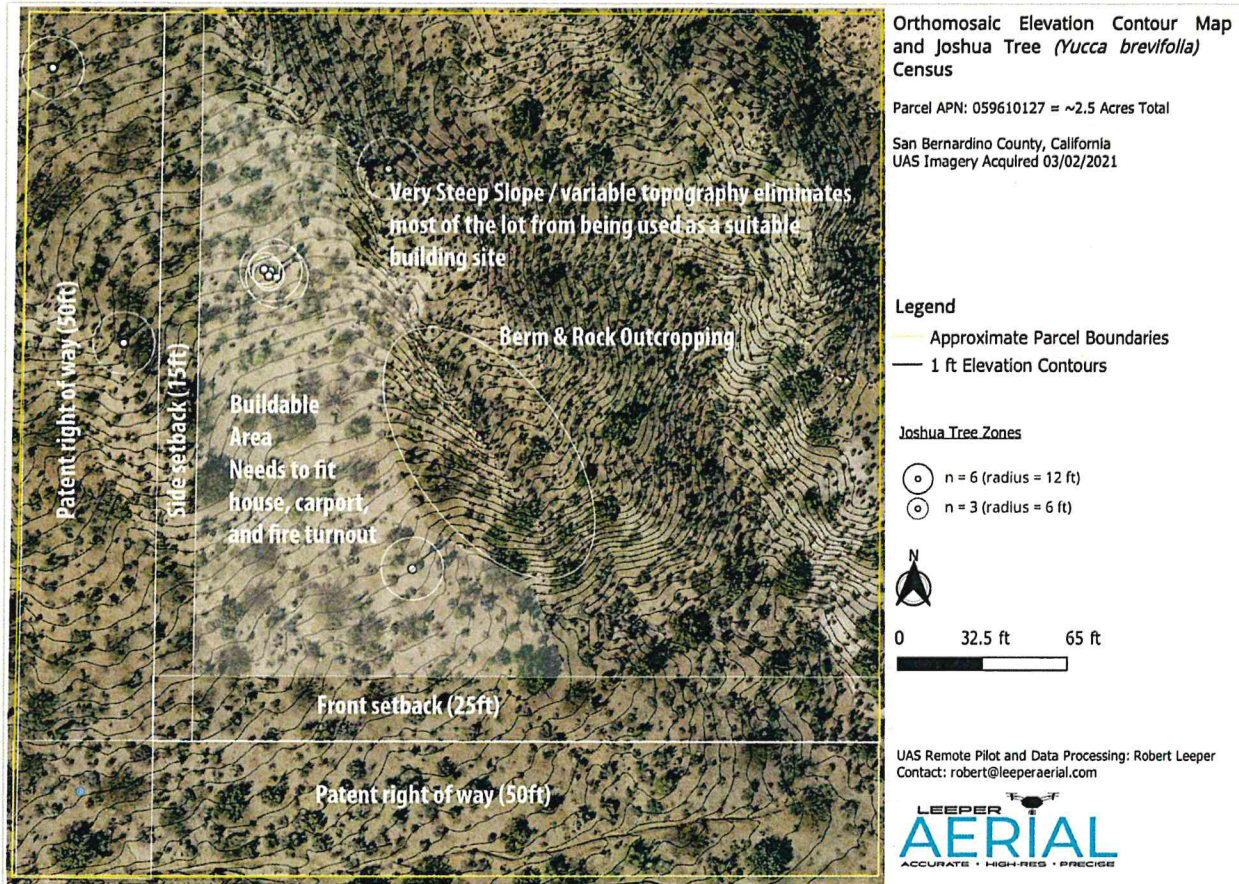 Orthomosaic Elevation Contour Map
and Joshua Tree (Yucca brevifolia)
Census
Parcel APN: 059610127 = ~2.5 Acres Total
San Bernardino County, California
UAS Imagery Acquired 03/02/2021
Very Steep Slope / variable topography eliminates
most of the lot from being used as a suitable
building site
Berm & Rock Outcropping
Patent right of way (50ft)
Side setback (15ft)
Buildable
Area
Needs to fit
house, carport,
and fire turnout
Front setback (25ft)
Patent right of way (50ft)
Legend
Approximate Parcel Boundaries
1 ft Elevation Contours
Joshua Tree Zones
n = 6 (radius = 12 ft)
n = 3 (radius = 6 ft)
N
0 32.5 ft 65 ft
UAS Remote Pilot and Data Processing: Robert Leeper
Contact: robert@leeperaerial.com
LEEPER
AERIAL
ACCURATE • HIGH-RES • PRECISE